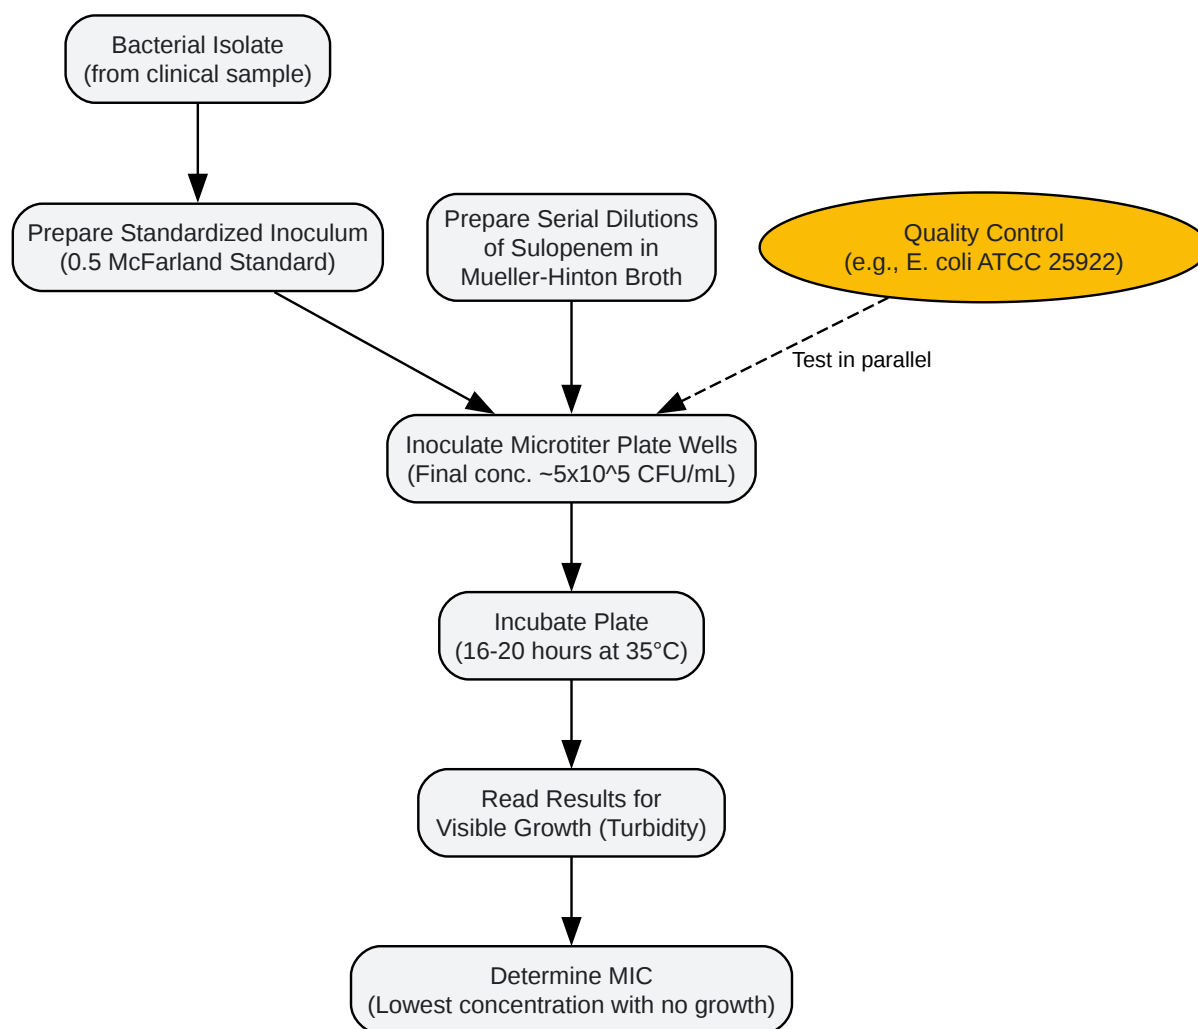 Bacterial Isolate
(from clinical sample)
Prepare Standardized Inoculum
(0.5 McFarland Standard)
Prepare Serial Dilutions
of Sulopenem in
Mueller-Hinton Broth
Quality Control
(e.g., E. coli ATCC 25922)
Test in parallel
Inoculate Microtiter Plate Wells
(Final conc. ~5x10^5 CFU/mL)
Incubate Plate
(16-20 hours at 35°C)
Read Results for
Visible Growth (Turbidity)
Determine MIC
(Lowest concentration with no growth)